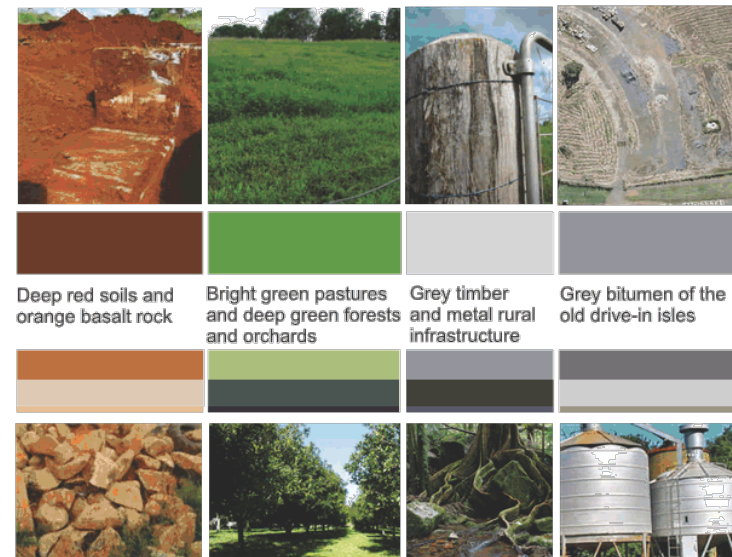 Deep red soils and
orange basalt rock
Bright green pastures
and deep green forests
and orchards
Grey timber
and metal rural
infrastructure
Grey bitumen of the
old drive-in isles